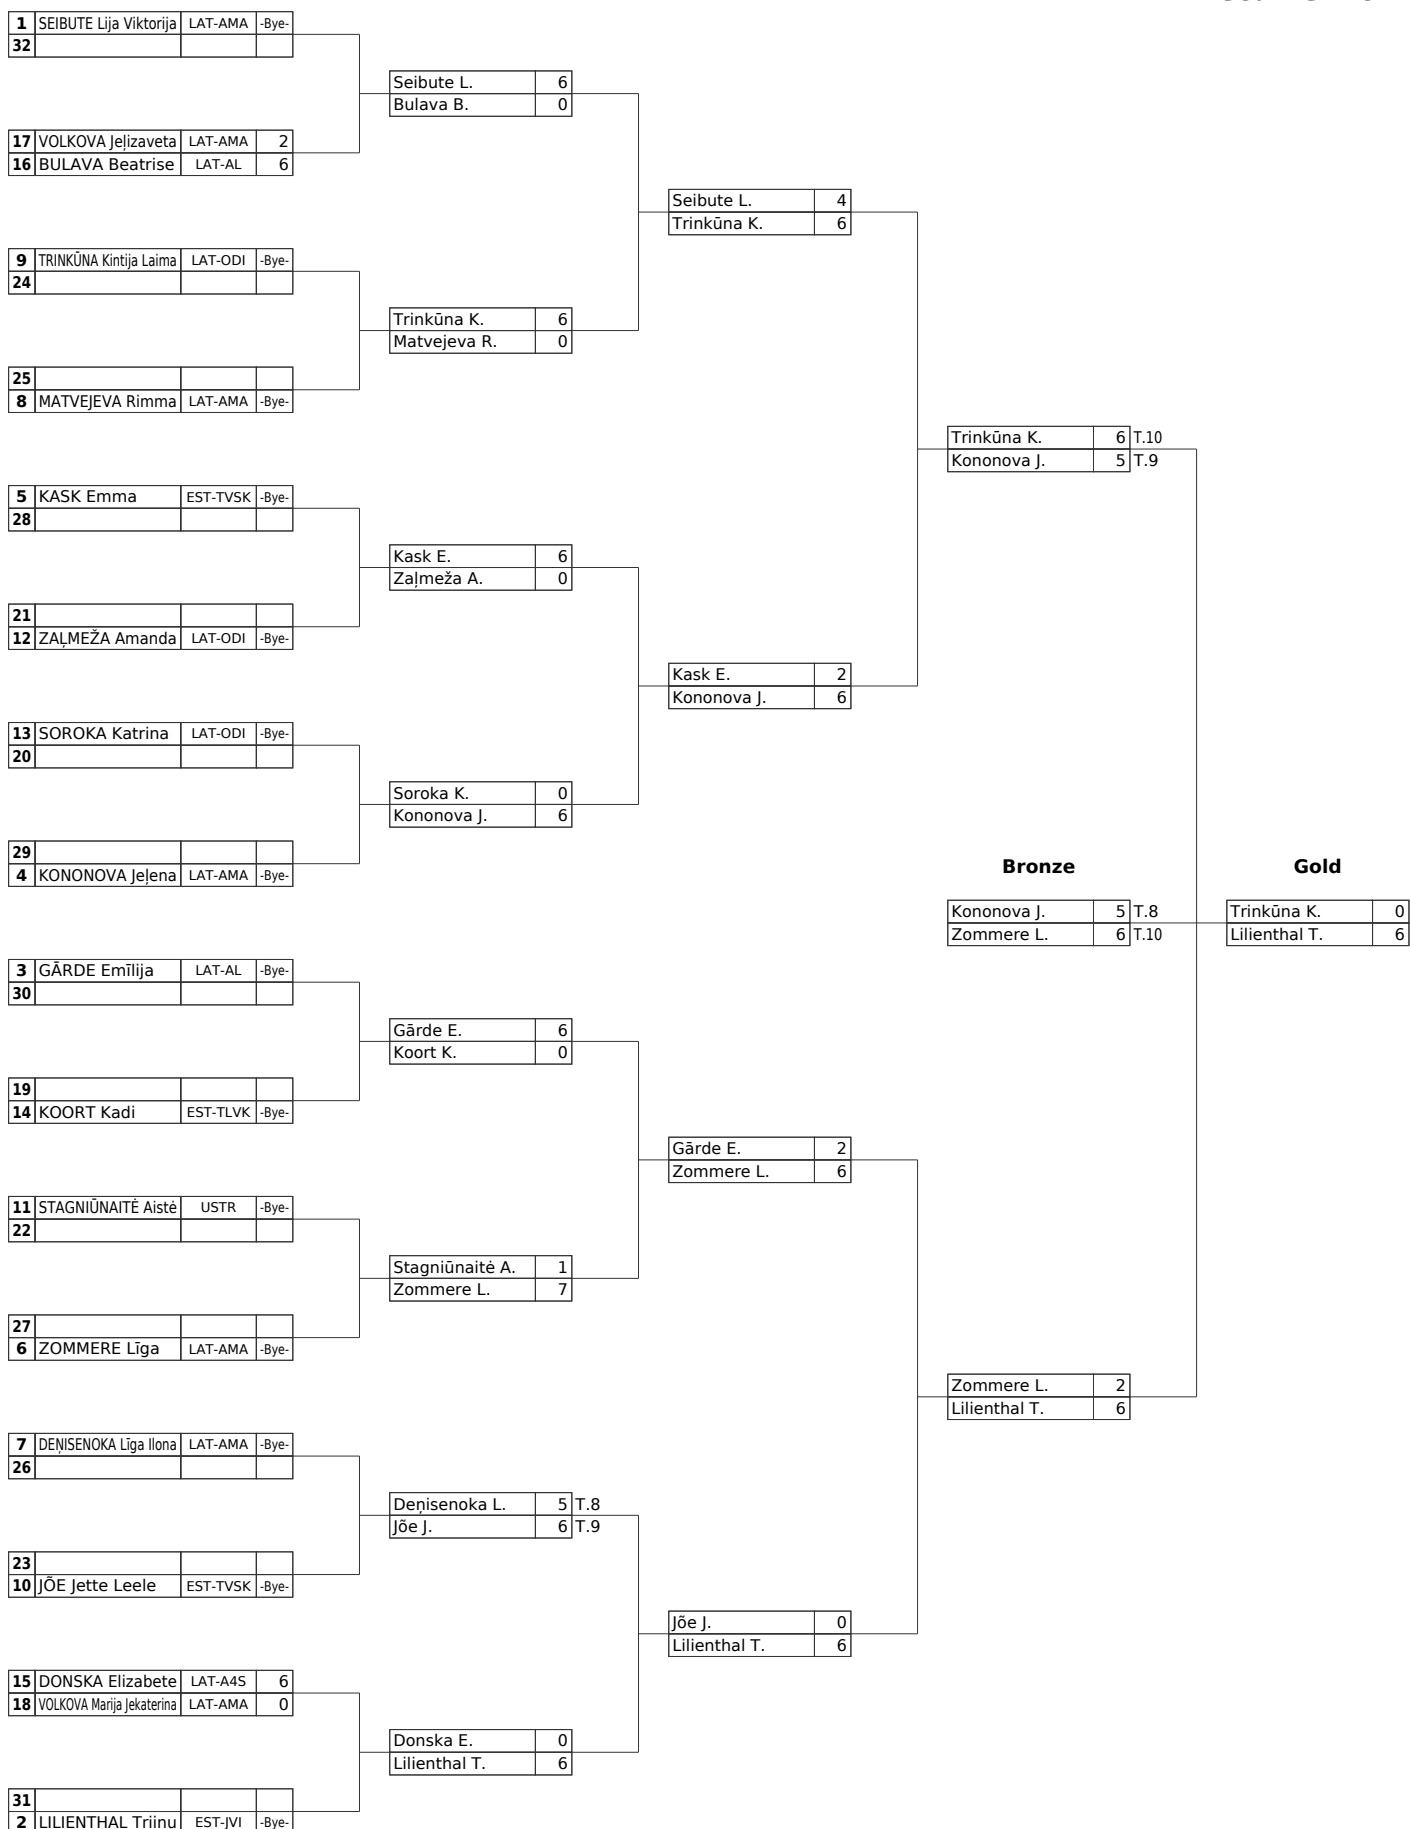 1 SEIBUTE Lija Viktorija LAT-AMA -Bye-
32
Seibute L. 6
Bulava B. 0
17 VOLKOVA Jeļizaveta LAT-AMA 2
16 BULAVA Beatrise LAT-AL 6
Seibute L. 4
Trinkūna K. 6
9 TRINKŪNA Kintija Laima LAT-ODI -Bye-
24
Trinkūna K. 6
Matvejeva R. 0
25
8 MATVEJEVA Rimma LAT-AMA -Bye-
Trinkūna K. 6 T.10
Kononova J. 5 T.9
5 KASK Emma EST-TVSK -Bye-
28
Kask E. 6
Zaļmeža A. 0
21
12 ZAĻMEŽA Amanda LAT-ODI -Bye-
Kask E. 2
Kononova J. 6
13 SOROKA Katrina LAT-ODI -Bye-
20
Soroka K. 0
Kononova J. 6
29
4 KONONOVA Jeļena LAT-AMA -Bye-
Bronze Gold
Kononova J. 5 T.8 Trinkūna K. 0
Zommere L. 6 T.10 Lilienthal T. 6
3 GĀRDE Emīlija LAT-AL -Bye-
30
Gārde E. 6
Koort K. 0
19
14 KOORT Kadi EST-TLVK -Bye-
Gārde E. 2
Zommere L. 6
11 STAGNIŪNAITĖ Aistė USTR -Bye-
22
Stagniūnaitė A. 1
Zommere L. 7
27
6 ZOMMERE Līga LAT-AMA -Bye-
Zommere L. 2
Lilienthal T. 6
7 DEŅISENOKA Līga Ilona LAT-AMA -Bye-
26
Deņisenoka L. 5 T.8
Jõe J. 6 T.9
23
10 JÕE Jette Leele EST-TVSK -Bye-
Jõe J. 0
Lilienthal T. 6
15 DONSKA Elizabete LAT-A4S 6
18 VOLKOVA Marija Jekaterina LAT-AMA 0
Donska E. 0
Lilienthal T. 6
31
2 LILIENTHAL Triinu EST-JVI -Bye-